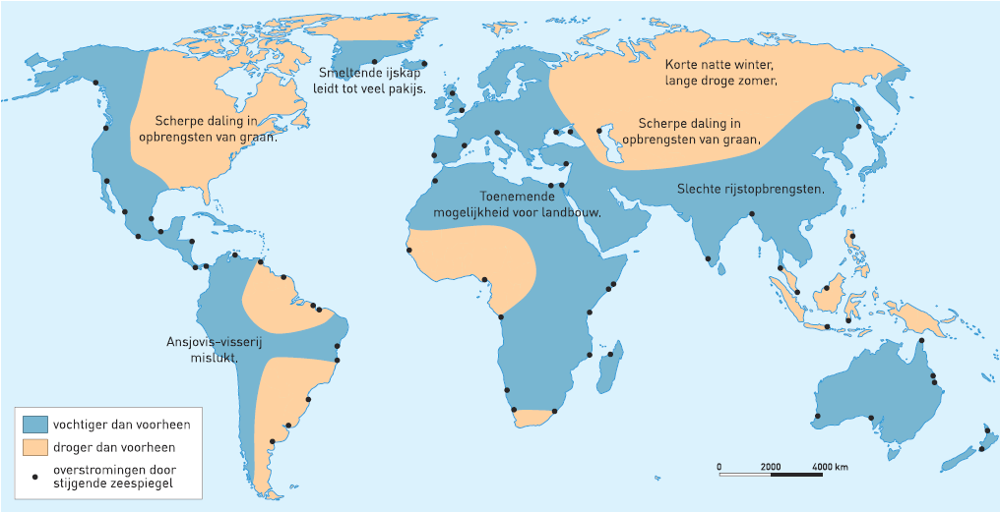 Smeltende ijskap
leidt tot veel pakijs.
Korte natte winter,
lange droge zomer.
Scherpe daling in
opbrengsten van graan.
Scherpe daling in
opbrengsten van graan.
Toenemende
mogelijkheid voor landbouw.
Slechte rijstopbrengsten.
Ansjovis-visserij
mislukt.
vochtiger dan voorheen
droger dan voorheen
overstromingen door
stijgende zeespiegel
0 2000 4000 km